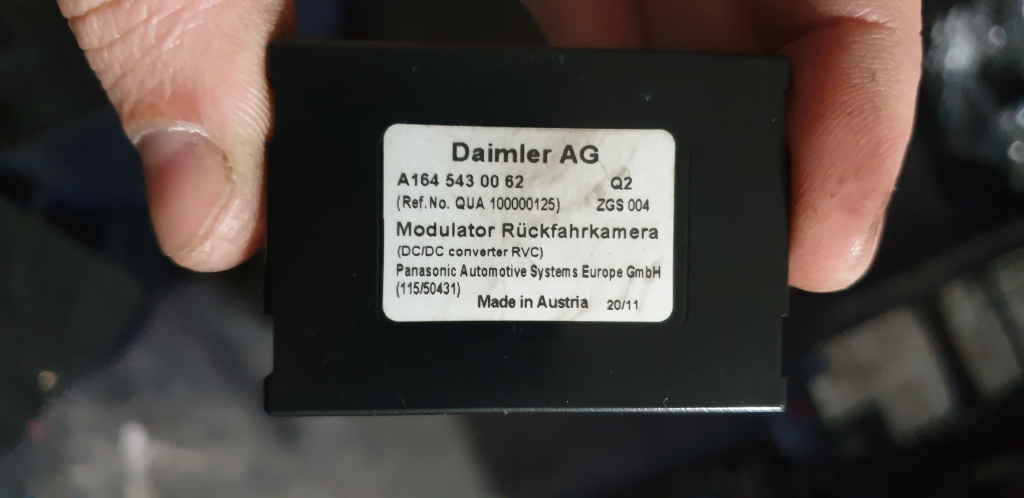 Daimler AG
A164 543 00 62 Q2
(Ref.No. QUA 100000125) ZGS 004
Modulator Rückfahrkamera
(DC/DC converter RVC)
Panasonic Automotive Systems Europe GmbH
(115/50431)
Made in Austria 20/11